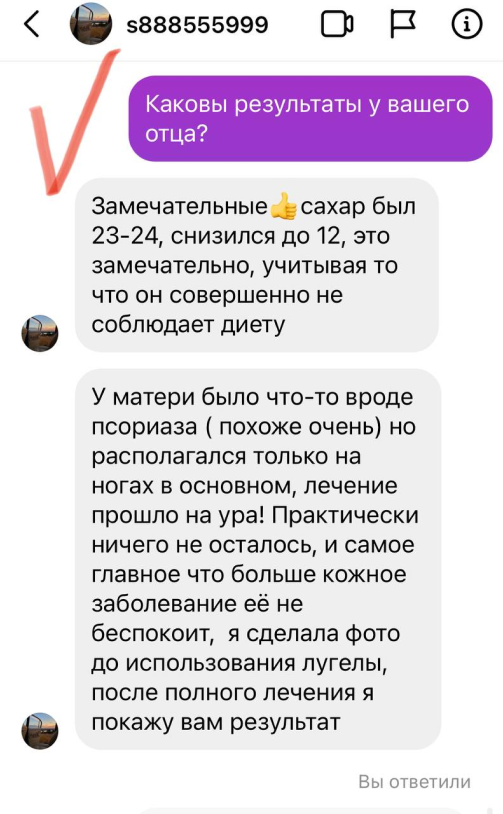 s888555999
Каковы результаты у вашего
отца?
Замечательные👍сахар был
23-24, снизился до 12, это
замечательно, учитывая то
что он совершенно не
соблюдает диету
У матери было что-то вроде
псориаза ( похоже очень) но
располагался только на
ногах в основном, лечение
прошло на ура! Практически
ничего не осталось, и самое
главное что больше кожное
заболевание её не
беспокоит,  я сделала фото
до использования лугелы,
после полного лечения я
покажу вам результат
Вы ответили